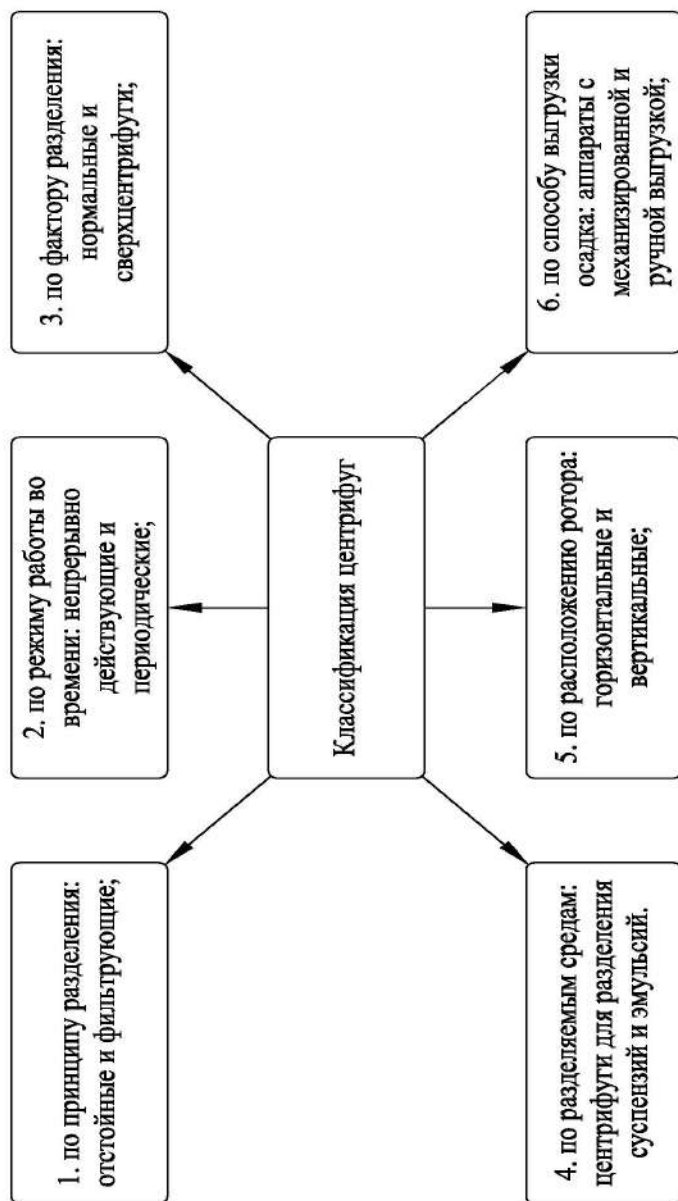 1. по принципу разделения:
отстойные и фильтрующие;
2. по режиму работы во
времени: непрерывно
действующие и
периодические;
3. по фактору разделения:
нормальные и
сверхцентрифуги;
Классификация центрифуг
4. по разделяемым средам:
центрифуги для разделения
суспензий и эмульсий.
5. по расположению ротора:
горизонтальные и
вертикальные;
6. по способу выгрузки
осадка: аппараты с
механизированной и
ручной выгрузкой;